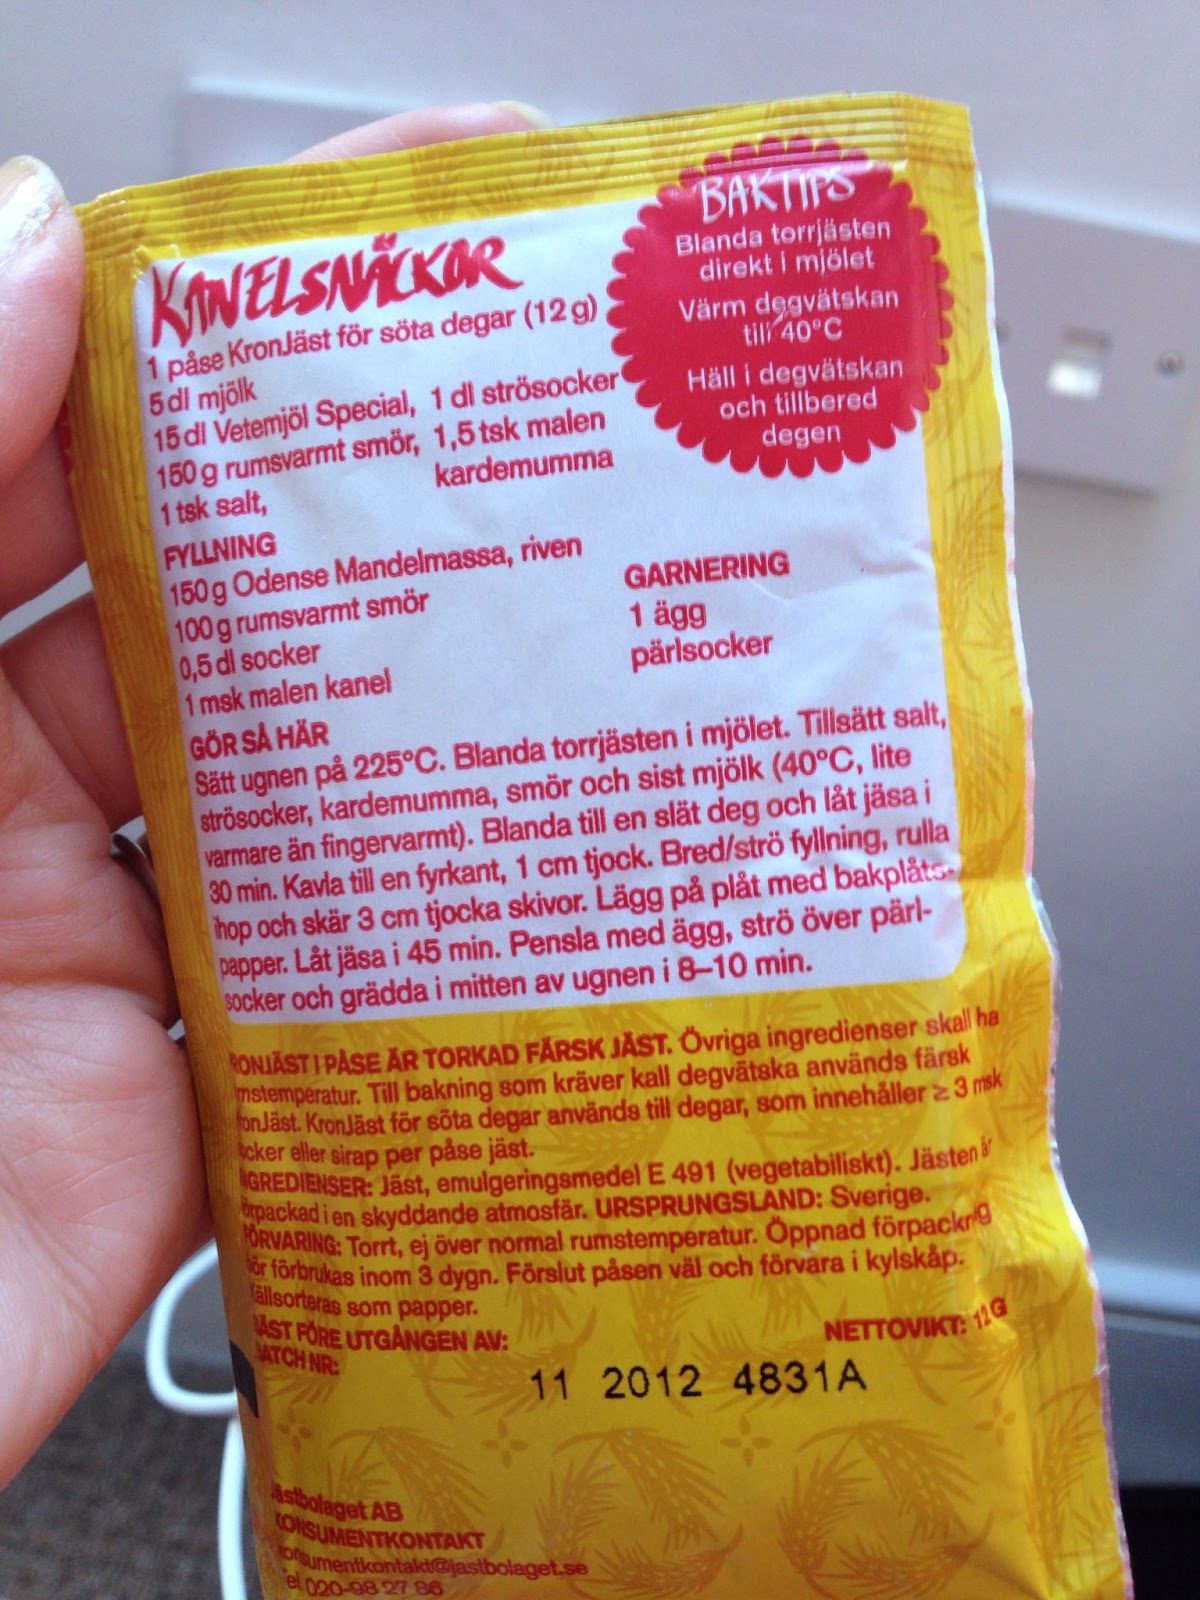 KANELSNÄCKOR
1 påse KronJäst för söta degar (12 g)
5 dl mjölk
15 dl Vetemjöl Special, 1 dl strösocker
150 g rumsvarmt smör, 1,5 tsk malen
kardemumma
1 tsk salt,
BAKTIPS
Blanda torrjästen
direkt i mjölet
Värm degvätskan
till 40°C
Häll i degvätskan
och tillbered
degen
FYLLNING
150 g Odense Mandelmassa, riven
100 g rumsvarmt smör
0,5 dl socker
1 msk malen kanel
GARNERING
1 ägg
pärlsocker
GÖR SÅ HÄR
Sätt ugnen på 225°C. Blanda torrjästen i mjölet. Tillsätt salt,
strösocker, kardemumma, smör och sist mjölk (40°C, lite
varmare än fingervarmt). Blanda till en slät deg och låt jäsa i
30 min. Kavla till en fyrkant, 1 cm tjock. Bred/strö fyllning, rulla
ihop och skär 3 cm tjocka skivor. Lägg på plåt med bakplåts-
papper. Låt jäsa i 45 min. Pensla med ägg, strö över pärl-
socker och grädda i mitten av ugnen i 8–10 min.
RONJÄST I PÅSE ÄR TORKAD FÄRSK JÄST. Övriga ingredienser skall ha
mstemperatur. Till bakning som kräver kall degvätska används färsk
onJäst. KronJäst för söta degar används till degar, som innehåller ≥ 3 msk
ocker eller sirap per påse jäst.
NGREDIENSER: Jäst, emulgeringsmedel E 491 (vegetabiliskt). Jästen är
örpackad i en skyddande atmosfär. URSPRUNGSLAND: Sverige.
FÖRVARING: Torrt, ej över normal rumstemperatur. Öppnad förpackning
bör förbrukas inom 3 dygn. Förslut påsen väl och förvara i kylskåp.
Källsorteras som papper.
BÄST FÖRE UTGÅNGEN AV:
BATCH NR:
NETTOVIKT: 12 G
11 2012 4831A
Jästbolaget AB
KONSUMENTKONTAKT
konsumentkontakt@jastbolaget.se
Tel 020-98 27 86